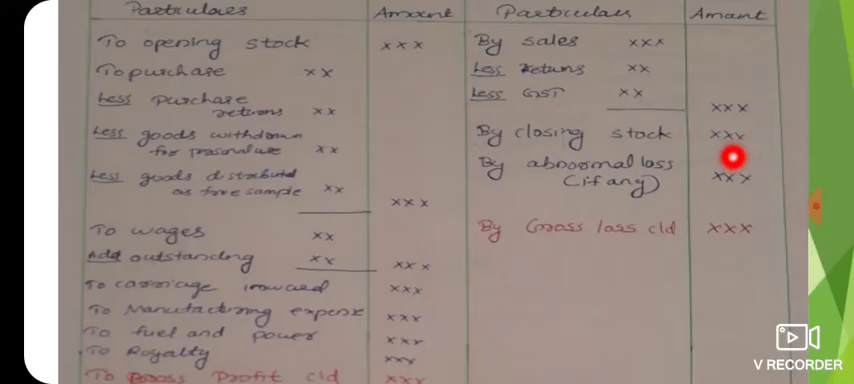 Particulars Amount Particulars Amount
To opening stock xxx By sales xxx
To purchase xx Less returns xx
Less purchase returns xx Less GST xx xxx
Less goods withdrawn for personal use xx By closing stock xxx
Less goods distributed as free sample xx xxx By abnormal loss (if any) xxx
To wages xx By Gross loss c/d xxx
Add outstanding xx xxx
To carriage inward xxx
To Manufacturing expense xxx
To fuel and power xxx
To Royalty xxx
To Gross Profit c/d xxx
V RECORDER